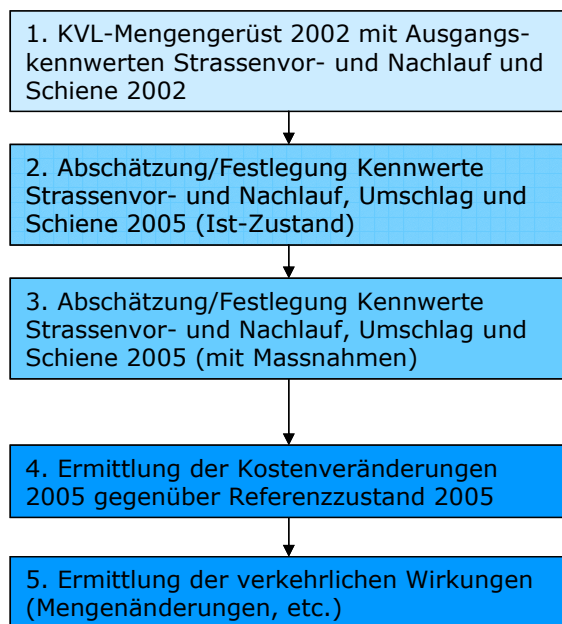 1. KVL-Mengengerüst 2002 mit Ausgangs-
kennwerten Strassenvor- und Nachlauf und
Schiene 2002
2. Abschätzung/Festlegung Kennwerte
Strassenvor- und Nachlauf, Umschlag und
Schiene 2005 (Ist-Zustand)
3. Abschätzung/Festlegung Kennwerte
Strassenvor- und Nachlauf, Umschlag und
Schiene 2005 (mit Massnahmen)
4. Ermittlung der Kostenveränderungen
2005 gegenüber Referenzzustand 2005
5. Ermittlung der verkehrlichen Wirkungen
(Mengenänderungen, etc.)